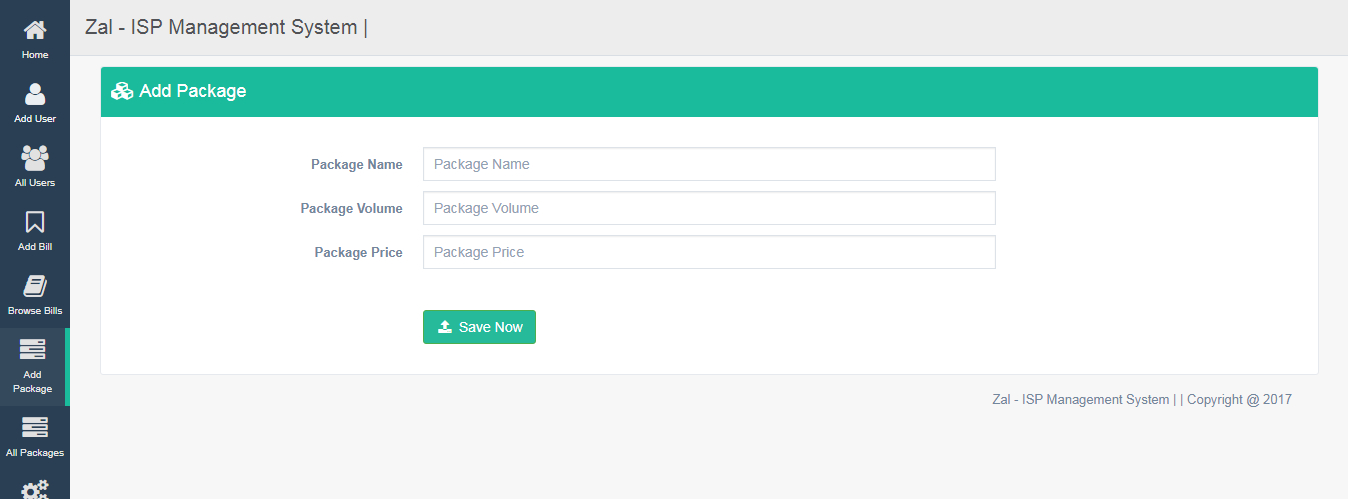 Zal - ISP Management System |
Home
Add User
All Users
Add Bill
Browse Bills
Add
Package
All Packages
Add Package
Package Name Package Name
Package Volume Package Volume
Package Price Package Price
Save Now
Zal - ISP Management System | | Copyright @ 2017